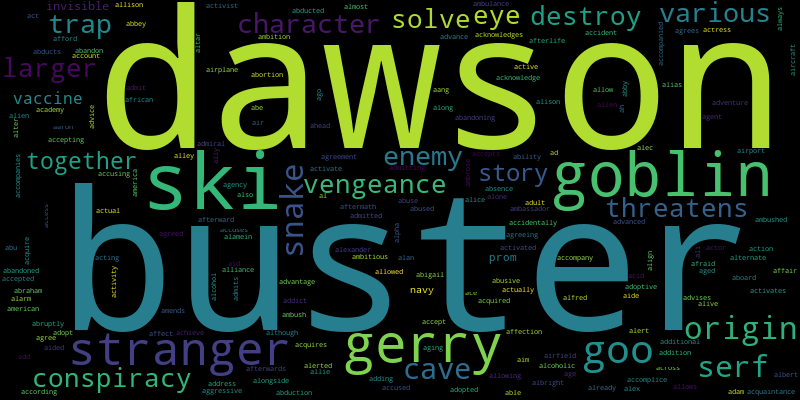 invisible allison abducted almost ambulance
act activist abbey
trap character solve eye destroy various
afford abandon ambition advance acknowledges afterlife accident agrees actress always
larger account airplane abortion active acknowledge allow alias aircraft
dawson
vaccine admit african abe aang alison abby adventure
alien academy advice air ago along abandoning agent
alter aaron accepting admiral ahead alec airport
together accusing alley ally agreement enemy ability ad
accompanies america ski agency also activate vengeance story absence goblin
snake al abuse alice alone adult threatens
actual afterward aftermath abused ambassador accidentally advanced ambushed
abu acquire agreed accuses alamein alexander admitted alpha agreeing activated align actor action
abandoned acting alcohol alliance ambitious alan prom accompany afraid alternate
accepted activity admits aid advantage allowed abigail abusive acid aged aboard affair
abraham addict navy ace actually adoptive advises activates
alarm buster acquired alfred aide alive
american amends ambush accept
abruptly affect achieve although affection alert additional origin
agree adopt stranger acquires gerry aging airfield goo addition
add aided afterwards alerted aim alcoholic across serf
conspiracy address alongside allie adding cave allowing age accomplice allows albert
according aggressive abduction accused adopted able albright already alex adam acquaintance